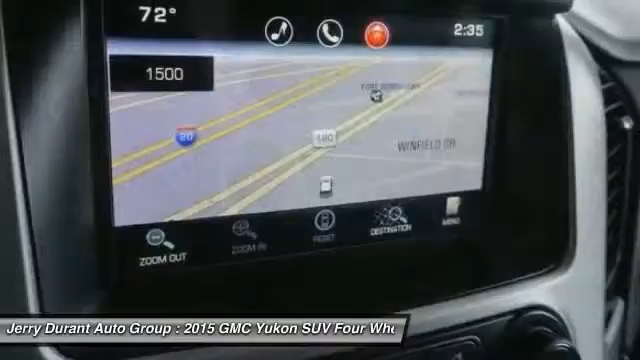 72°
2:35
1500
20
180
WINFIELD DR
ZOOM OUT
ZOOM IN
RESET
DESTINATION
MENU
Jerry Durant Auto Group : 2015 GMC Yukon SUV Four Whe